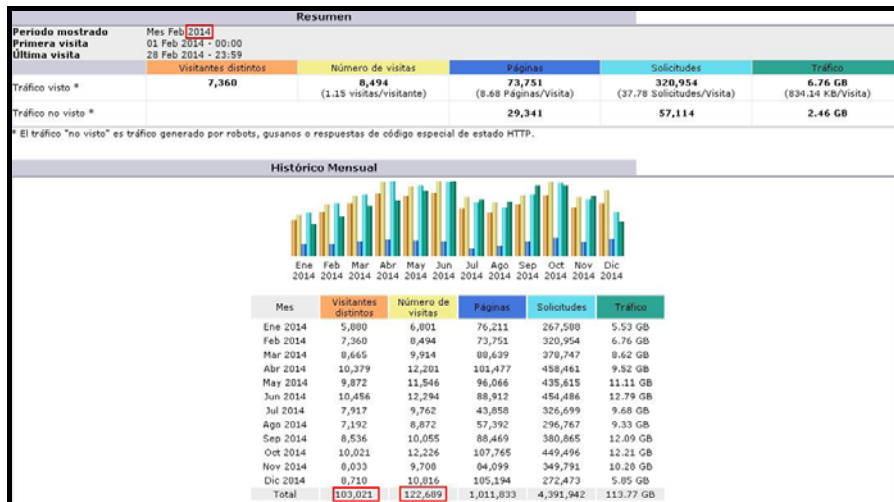 Resumen
Periodo mostrado Mes Feb 2014
Primera visita 01 Feb 2014 - 00:00
Última visita 28 Feb 2014 - 23:59
Visitantes distintos Número de visitas Páginas Solicitudes Tráfico
Tráfico visto * 7,360 8,494 73,751 320,954 6.76 GB
(1.15 visitas/visitante) (8.68 Páginas/Visita) (37.78 Solicitudes/Visita) (834.14 KB/Visita)
Tráfico no visto * 29,341 57,114 2.46 GB
* El tráfico "no visto" es tráfico generado por robots, gusanos o respuestas de código especial de estado HTTP.
Histórico Mensual
Ene Feb Mar Abr May Jun Jul Ago Sep Oct Nov Dic
2014 2014 2014 2014 2014 2014 2014 2014 2014 2014 2014 2014
Mes Visitantes distintos Número de visitas Páginas Solicitudes Tráfico
Ene 2014 5,880 6,801 76,211 267,588 5.53 GB
Feb 2014 7,360 8,494 73,751 320,954 6.76 GB
Mar 2014 8,665 9,914 88,639 378,747 8.62 GB
Abr 2014 10,379 12,201 101,477 458,461 9.52 GB
May 2014 9,872 11,546 96,066 435,615 11.11 GB
Jun 2014 10,456 12,294 88,912 454,486 12.79 GB
Jul 2014 7,917 9,762 43,858 326,699 9.68 GB
Ago 2014 7,192 8,872 57,392 296,767 9.33 GB
Sep 2014 8,536 10,055 88,469 380,865 12.09 GB
Oct 2014 10,021 12,226 107,765 449,496 12.21 GB
Nov 2014 8,033 9,708 84,099 349,791 10.28 GB
Dic 2014 8,710 10,816 105,194 272,473 5.85 GB
Total 103,021 122,689 1,011,833 4,391,942 113.77 GB